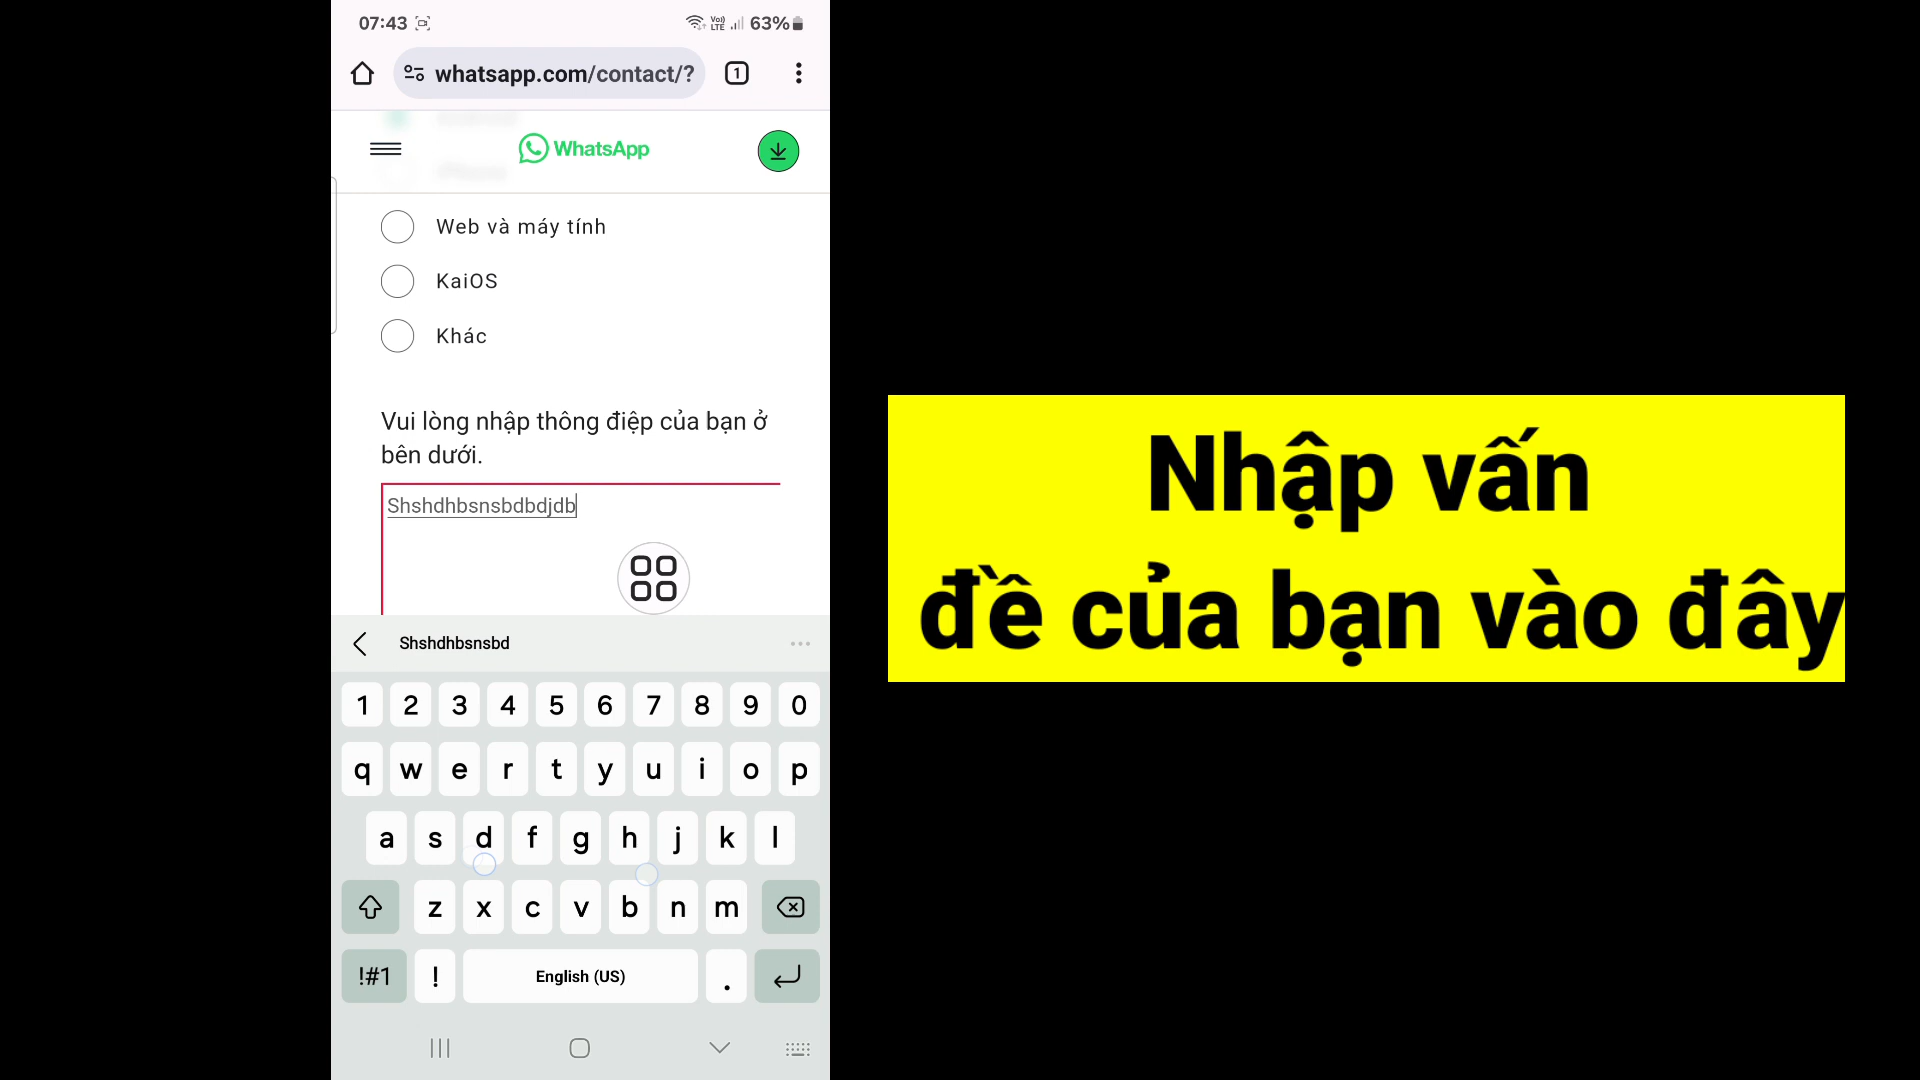 07:43
Vo) LTE
63%
whatsapp.com/contact/?
1
WhatsApp
Web và máy tính
KaiOS
Khác
Vui lòng nhập thông điệp của bạn ở
bên dưới.
Shshdhbsnsbdbdjdb
Shshdhbsnsbd
1 2 3 4 5 6 7 8 9 0
q w e r t y u i o p
a s d f g h j k l
z x c v b n m
!#1 ! English (US) .
Nhập vấn
đề của bạn vào đây